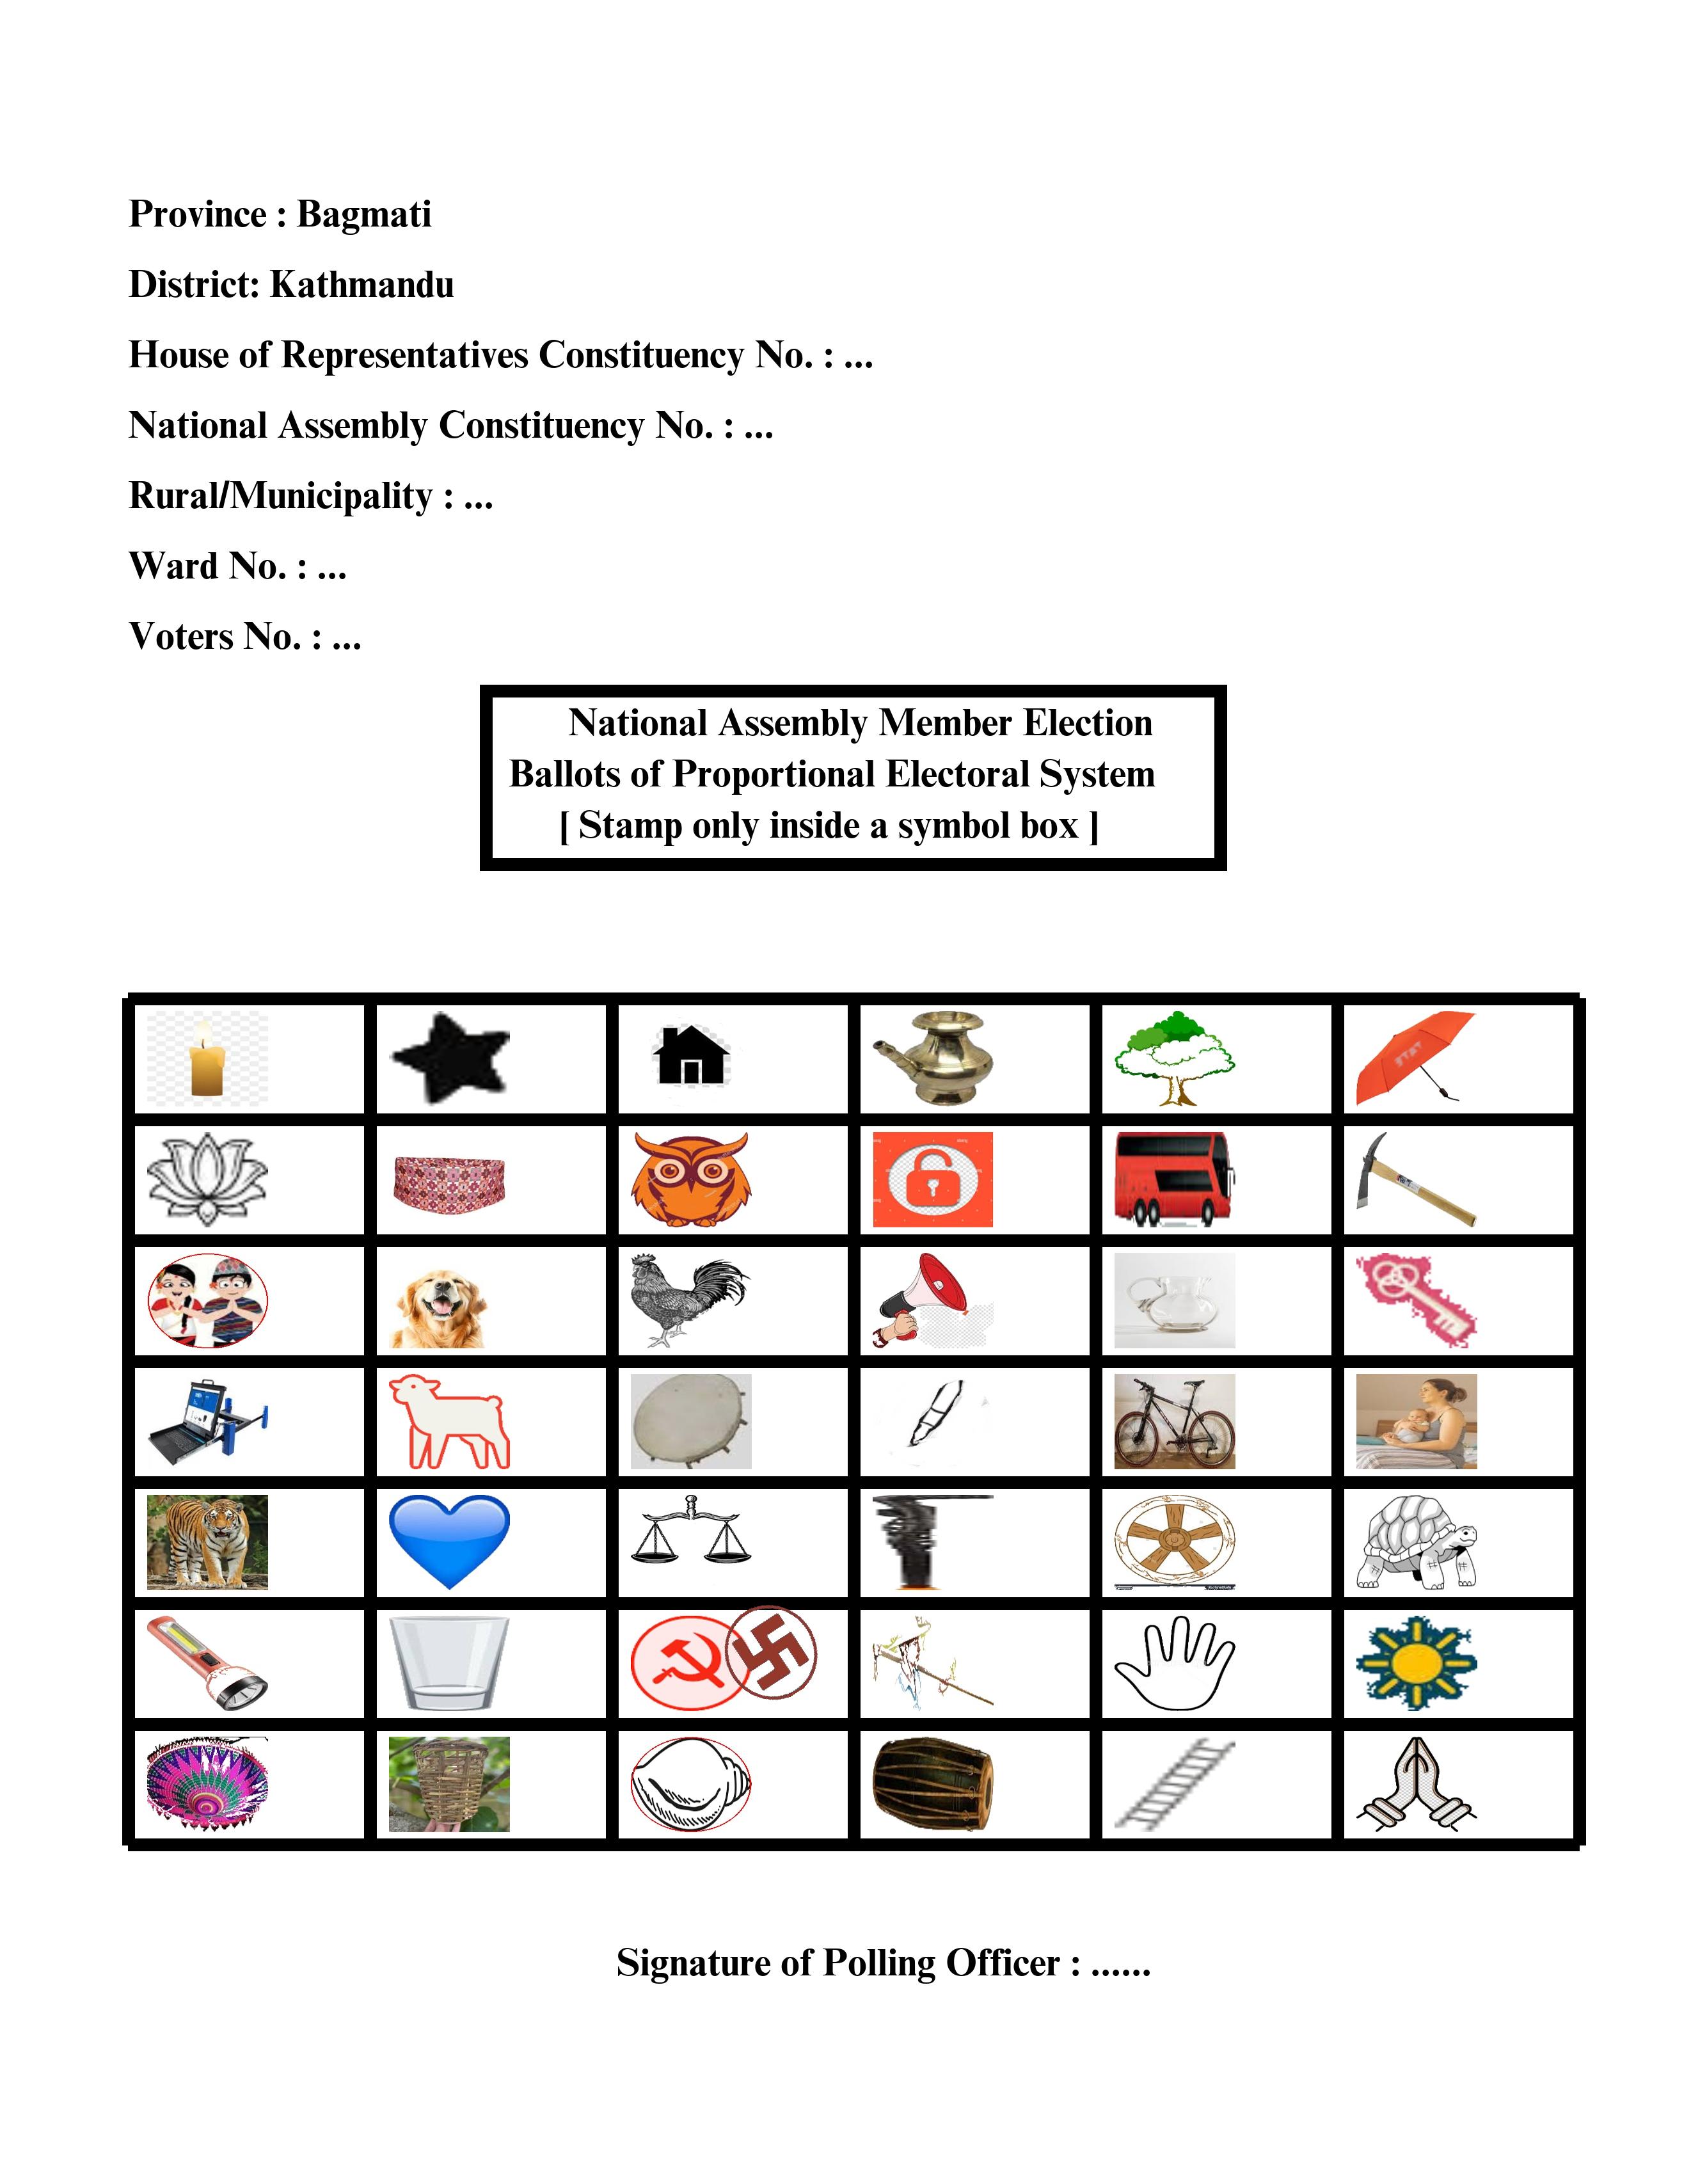 Province : Bagmati
District: Kathmandu
House of Representatives Constituency No. : ...
National Assembly Constituency No. : ...
Rural/Municipality : ...
Ward No. : ...
Voters No. : ...
National Assembly Member Election
Ballots of Proportional Electoral System
[ Stamp only inside a symbol box ]
Signature of Polling Officer : ......